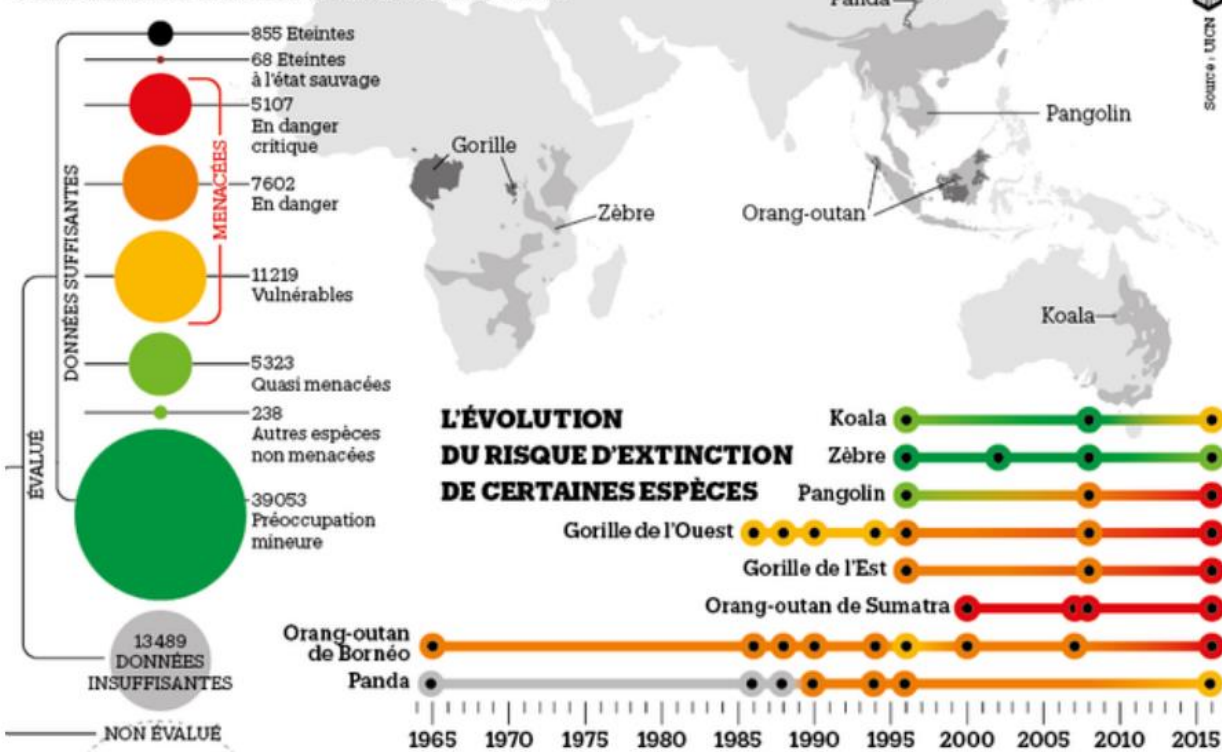 855 Eteintes
68 Eteintes
à l'état sauvage
5107
En danger
critique
7602
En danger
11219
Vulnérables
5323
Quasi menacées
238
Autres espèces
non menacées
39053
Préoccupation
mineure
13489
DONNÉES
INSUFFISANTES
NON ÉVALUÉ
MENACÉES
DONNÉES SUFFISANTES
ÉVALUÉ
Panda
Pangolin
Gorille
Zèbre
Orang-outan
Koala
Source : UICN
L'ÉVOLUTION
DU RISQUE D'EXTINCTION
DE CERTAINES ESPÈCES
Koala
Zèbre
Pangolin
Gorille de l'Ouest
Gorille de l'Est
Orang-outan de Sumatra
Orang-outan
de Bornéo
Panda
1965 1970 1975 1980 1985 1990 1995 2000 2005 2010 2015